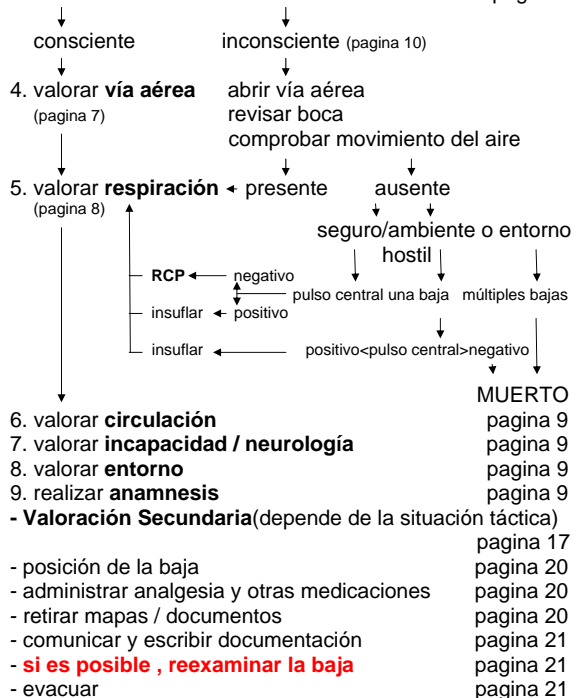 consciente inconsciente (pagina 10)
4. valorar vía aérea abrir vía aérea
(pagina 7) revisar boca
comprobar movimiento del aire
5. valorar respiración presente ausente
(pagina 8)
seguro/ambiente o entorno
hostil
RCP negativo
pulso central una baja múltiples bajas
insuflar positivo
insuflar positivo<pulso central>negativo
MUERTO
6. valorar circulación pagina 9
7. valorar incapacidad / neurología pagina 9
8. valorar entorno pagina 9
9. realizar anamnesis pagina 9
- Valoración Secundaria(depende de la situación táctica)
pagina 17
- posición de la baja pagina 20
- administrar analgesia y otras medicaciones pagina 20
- retirar mapas / documentos pagina 20
- comunicar y escribir documentación pagina 21
- si es posible , reexaminar la baja pagina 21
- evacuar pagina 21